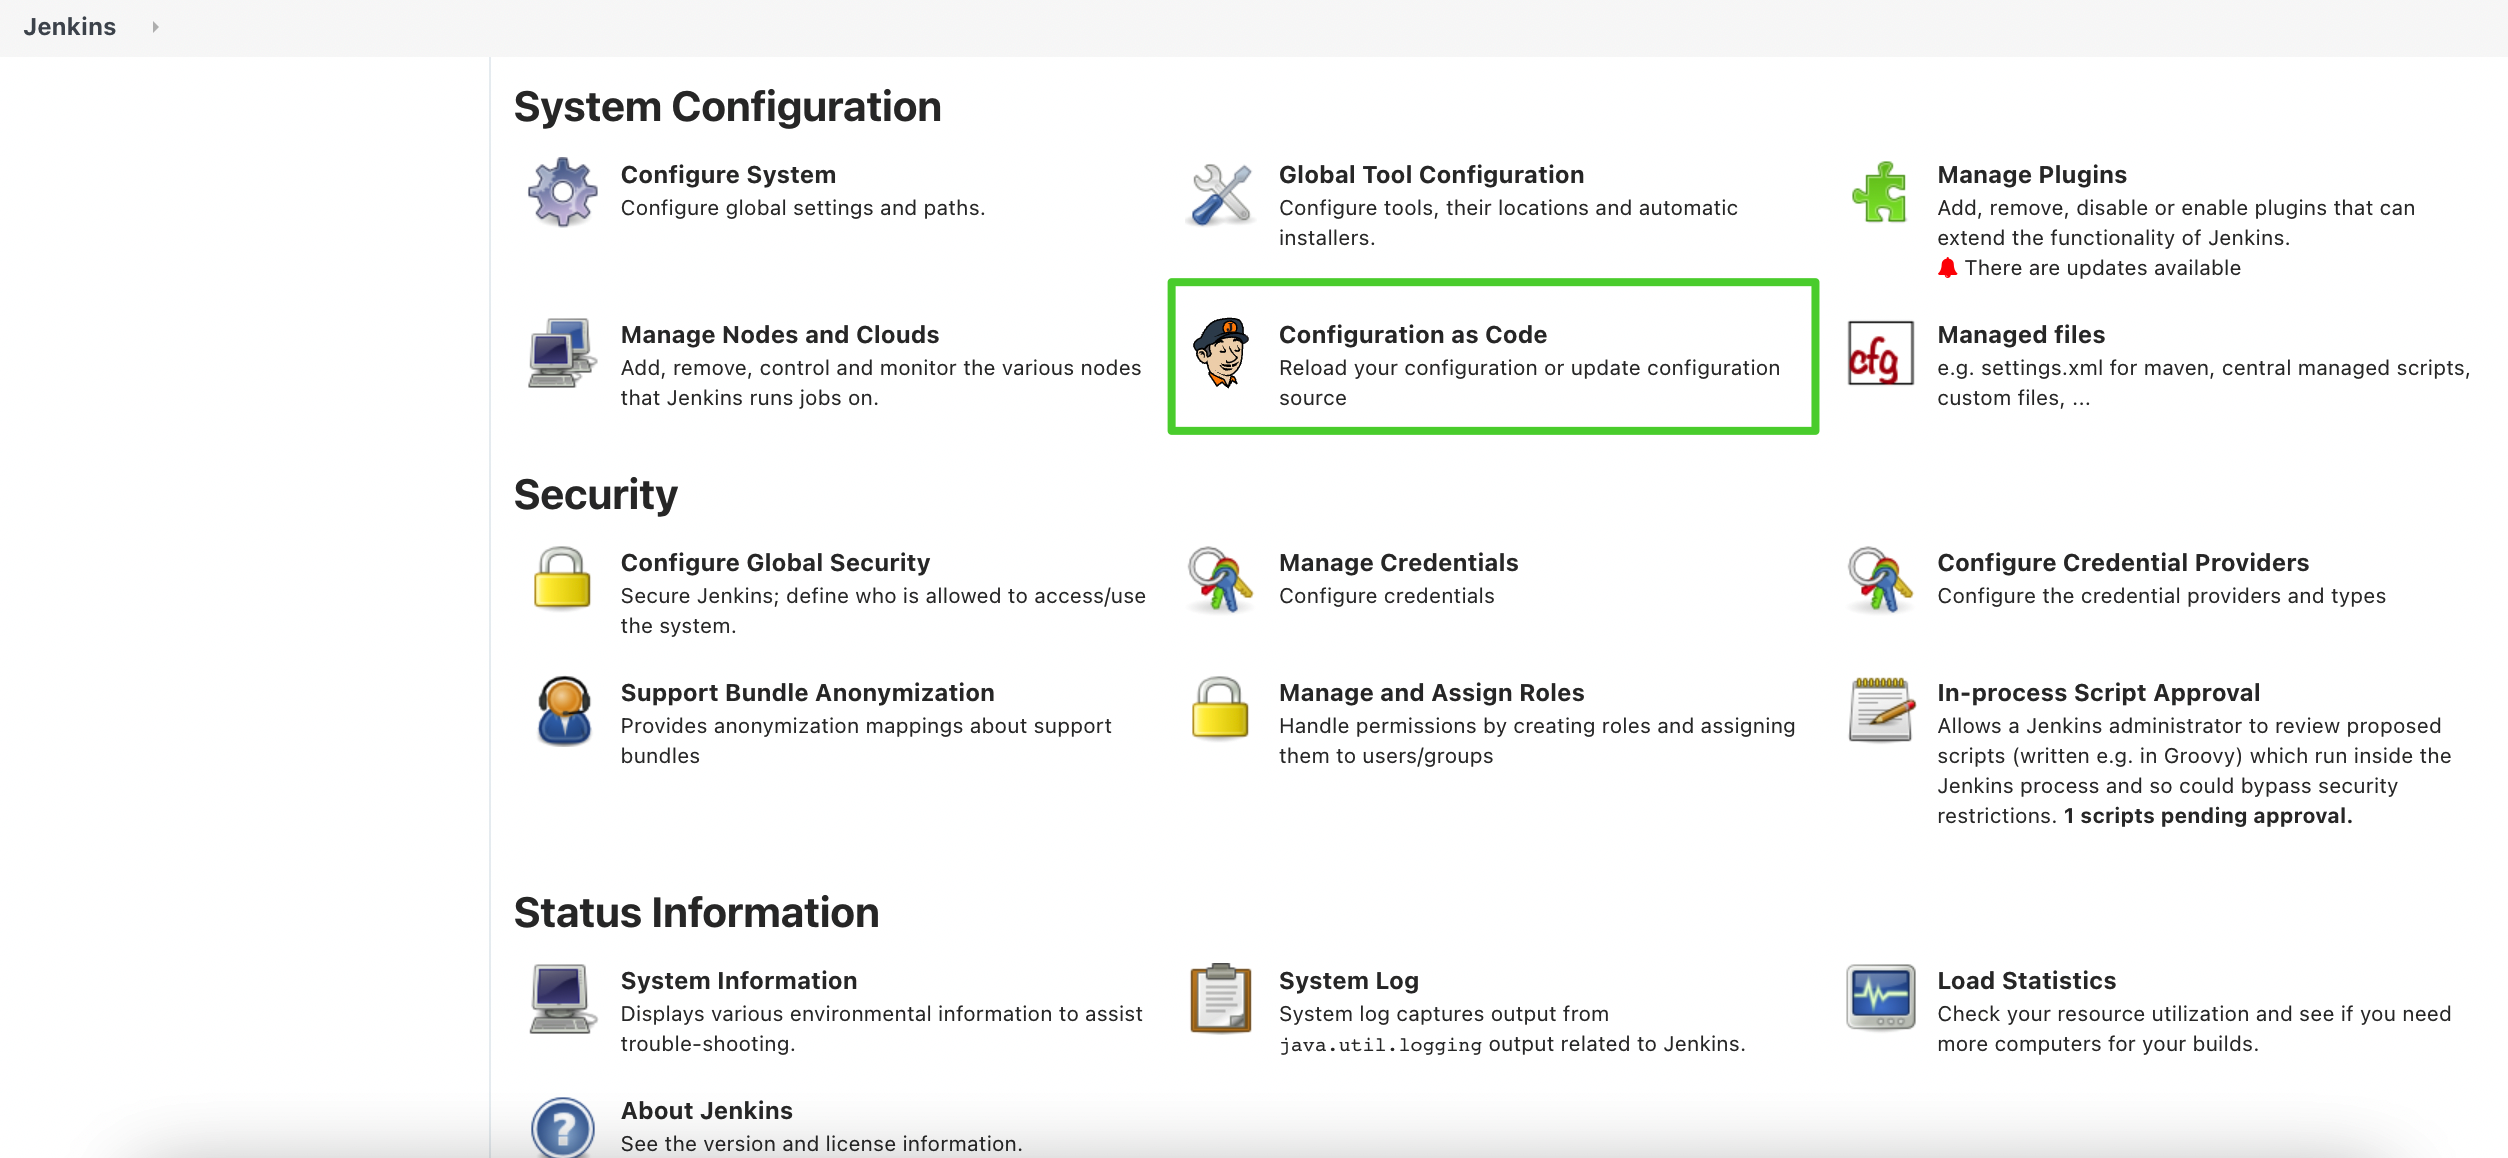 Jenkins
System Configuration
Configure System
Configure global settings and paths.
Global Tool Configuration
Configure tools, their locations and automatic
installers.
Manage Plugins
Add, remove, disable or enable plugins that can
extend the functionality of Jenkins.
There are updates available
Manage Nodes and Clouds
Add, remove, control and monitor the various nodes
that Jenkins runs jobs on.
J
Configuration as Code
Reload your configuration or update configuration
source
cfg
Managed files
e.g. settings.xml for maven, central managed scripts,
custom files, ...
Security
Configure Global Security
Secure Jenkins; define who is allowed to access/use
the system.
Manage Credentials
Configure credentials
Configure Credential Providers
Configure the credential providers and types
Support Bundle Anonymization
Provides anonymization mappings about support
bundles
Manage and Assign Roles
Handle permissions by creating roles and assigning
them to users/groups
In-process Script Approval
Allows a Jenkins administrator to review proposed
scripts (written e.g. in Groovy) which run inside the
Jenkins process and so could bypass security
restrictions. 1 scripts pending approval.
Status Information
System Information
Displays various environmental information to assist
trouble-shooting.
System Log
System log captures output from
java.util.logging output related to Jenkins.
Load Statistics
Check your resource utilization and see if you need
more computers for your builds.
?
About Jenkins
See the version and license information.